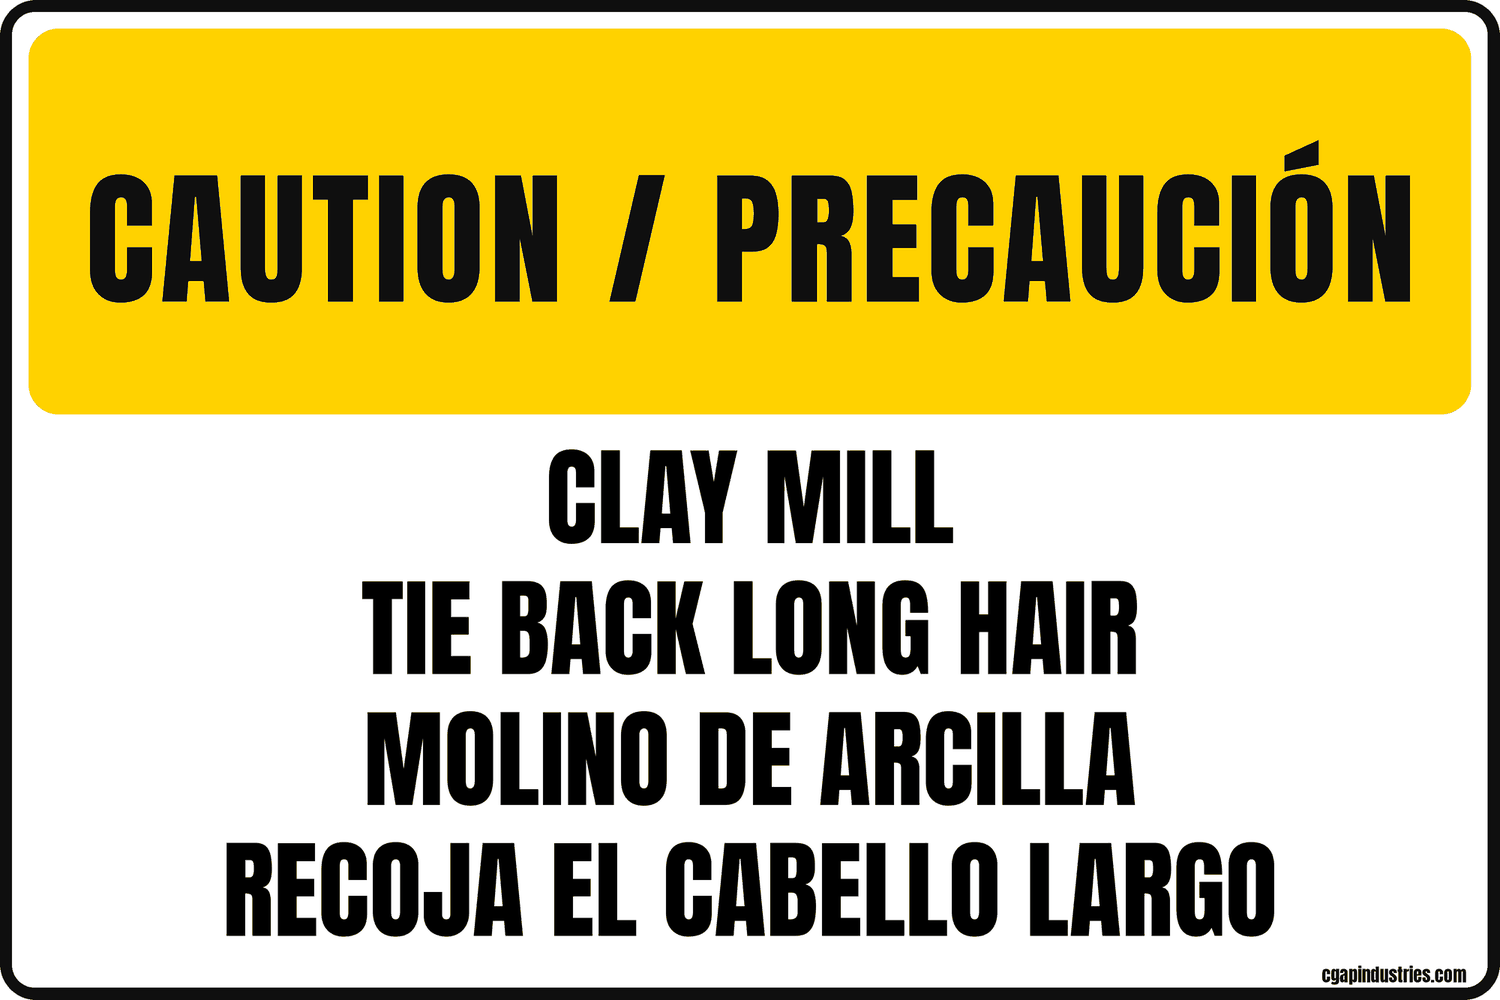 CAUTION / PRECAUCIÓN
CLAY MILL
TIE BACK LONG HAIR
MOLINO DE ARCILLA
RECOJA EL CABELLO LARGO
cgapindustries.com